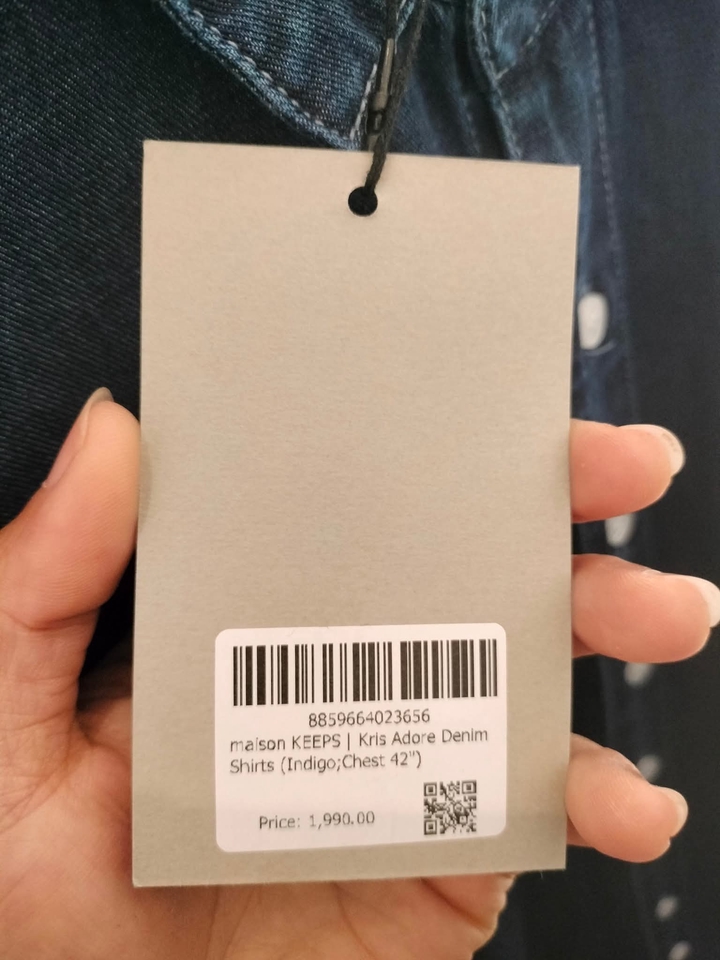 8859664023656
maison KEEPS | Kris Adore Denim
Shirts (Indigo;Chest 42")
Price: 1,990.00